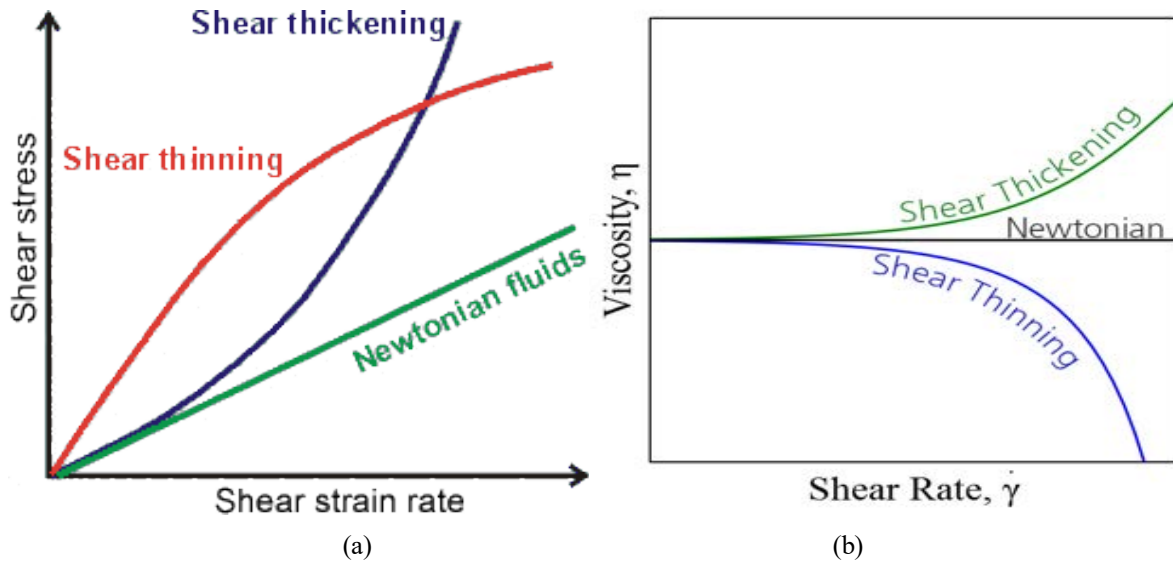 Shear thickening
Shear thinning
Newtonian fluids
Shear stress
Shear strain rate
(a)
Shear Thickening
Newtonian
Shear Thinning
Viscosity, η
Shear Rate, γ̇
(b)